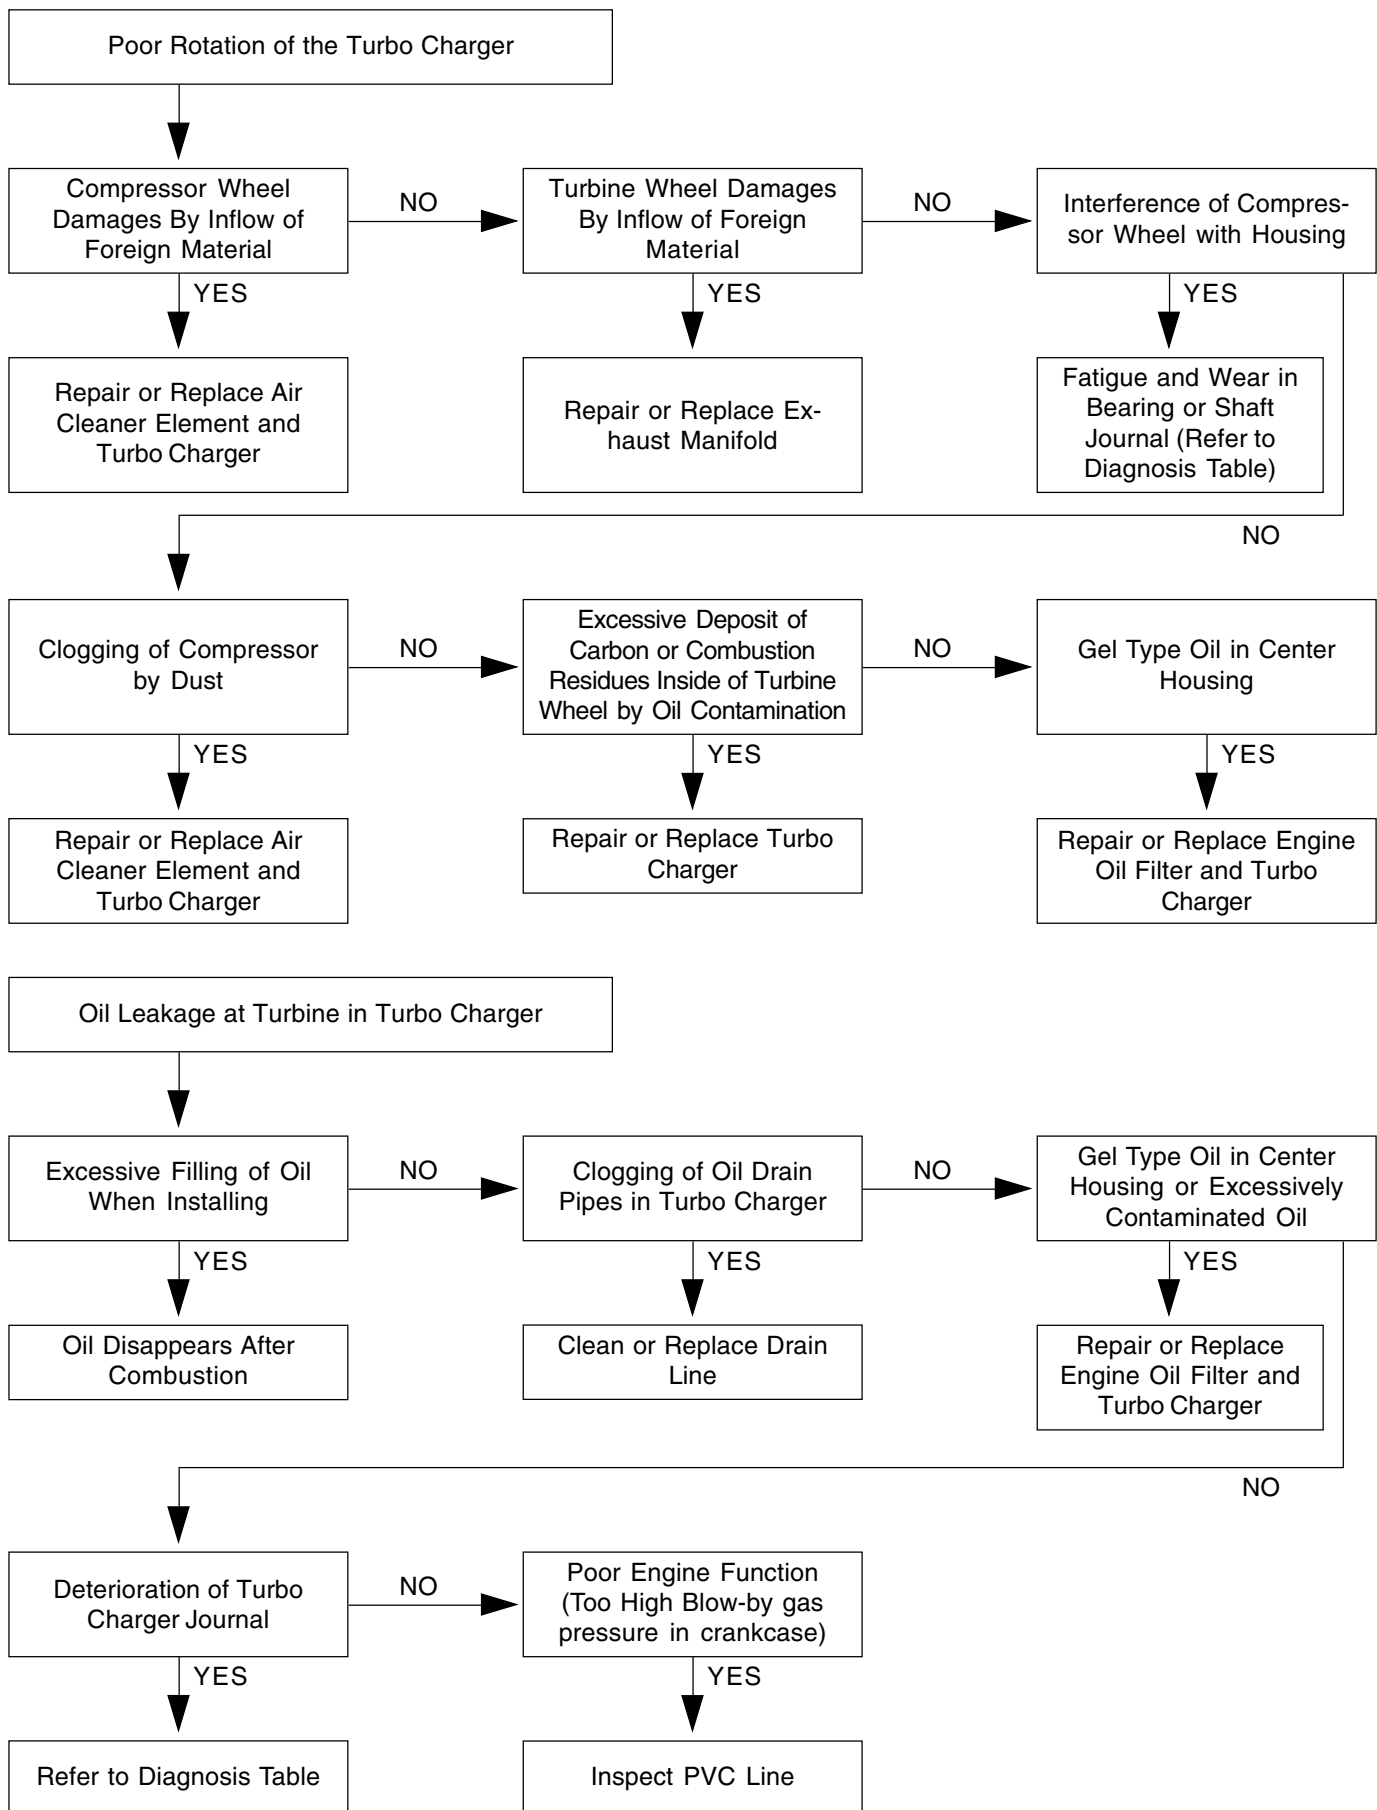 Poor Rotation of the Turbo Charger
Compressor Wheel
Damages By Inflow of
Foreign Material
NO
Turbine Wheel Damages
By Inflow of Foreign
Material
NO
Interference of Compres-
sor Wheel with Housing
YES
YES
YES
Repair or Replace Air
Cleaner Element and
Turbo Charger
Repair or Replace Ex-
haust Manifold
Fatigue and Wear in
Bearing or Shaft
Journal (Refer to
Diagnosis Table)
NO
Clogging of Compressor
by Dust
NO
Excessive Deposit of
Carbon or Combustion
Residues Inside of Turbine
Wheel by Oil Contamination
NO
Gel Type Oil in Center
Housing
YES
YES
YES
Repair or Replace Air
Cleaner Element and
Turbo Charger
Repair or Replace Turbo
Charger
Repair or Replace Engine
Oil Filter and Turbo
Charger
Oil Leakage at Turbine in Turbo Charger
Excessive Filling of Oil
When Installing
NO
Clogging of Oil Drain
Pipes in Turbo Charger
NO
Gel Type Oil in Center
Housing or Excessively
Contaminated Oil
YES
YES
YES
Oil Disappears After
Combustion
Clean or Replace Drain
Line
Repair or Replace
Engine Oil Filter and
Turbo Charger
NO
Deterioration of Turbo
Charger Journal
NO
Poor Engine Function
(Too High Blow-by gas
pressure in crankcase)
YES
YES
Refer to Diagnosis Table
Inspect PVC Line